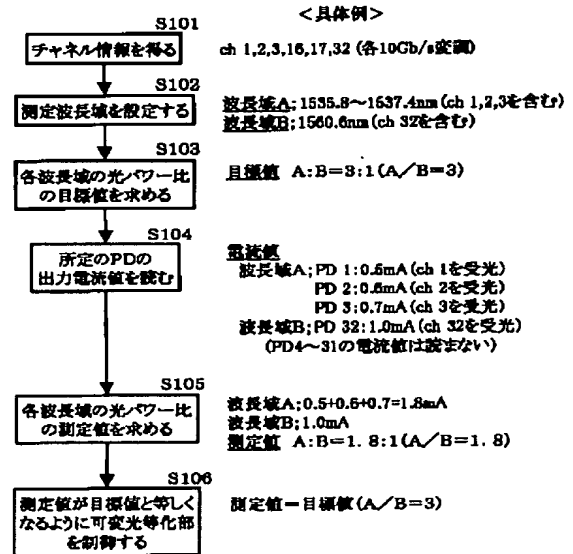 <具体例>
S101
チャネル情報を得る
ch 1,2,3,16,17,32 (各10Gb/s変調)
S102
測定波長域を設定する
波長域A;1535.8～1537.4nm(ch 1,2,3を含む)
波長域B;1560.6nm(ch 32を含む)
S103
各波長域の光パワー比
の目標値を求める
目標値 A:B=3:1(A/B=3)
S104
所定のPDの
出力電流値を読む
電流値
波長域A;PD 1:0.5mA(ch 1を受光)
PD 2:0.6mA(ch 2を受光)
PD 3:0.7mA(ch 3を受光)
波長域B;PD 32:1.0mA(ch 32を受光)
(PD4～31の電流値は読まない)
S105
各波長域の光パワー比
の測定値を求める
波長域A;0.5+0.6+0.7=1.8mA
波長域B;1.0mA
測定値 A:B=1.8:1(A/B=1.8)
S106
測定値が目標値と等しく
なるように可変光等化部
を制御する
測定値=目標値(A/B=3)